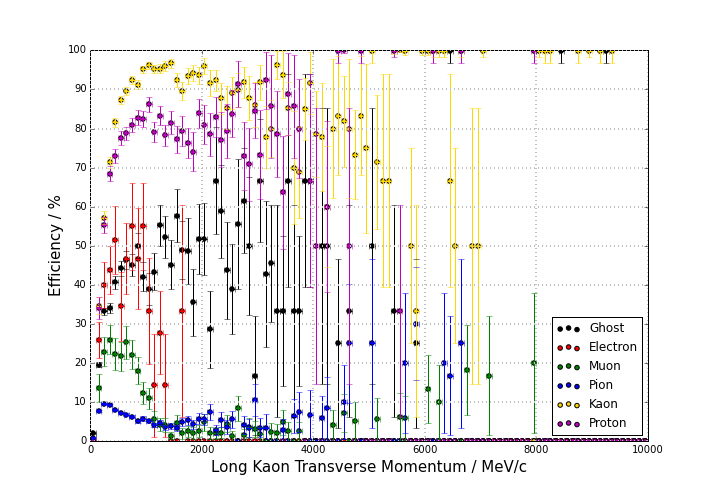 100
90
80
70
60
50
40
30
20
10
0
Efficiency / %
0 2000 4000 6000 8000 10000
Long Kaon Transverse Momentum / MeV/c
Ghost
Electron
Muon
Pion
Kaon
Proton